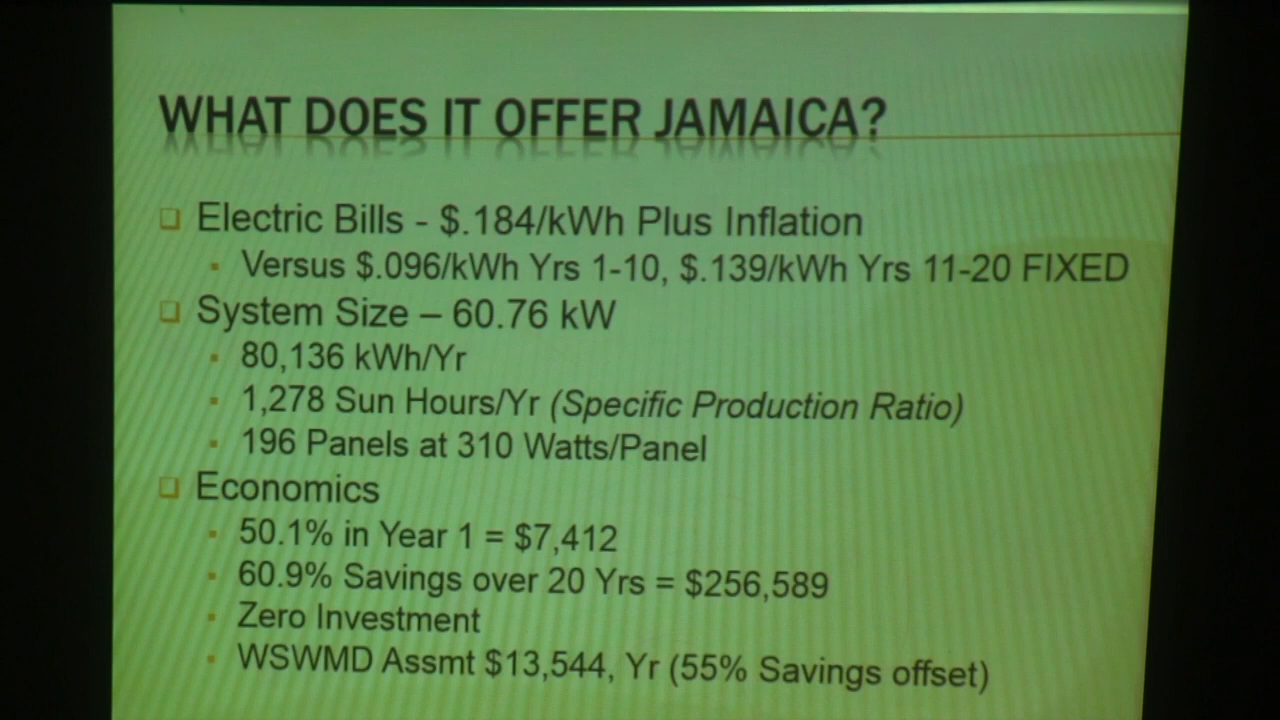 WHAT DOES IT OFFER JAMAICA?
❑ Electric Bills - $.184/kWh Plus Inflation
▪ Versus $.096/kWh Yrs 1-10, $.139/kWh Yrs 11-20 FIXED
❑ System Size – 60.76 kW
▪ 80,136 kWh/Yr
▪ 1,278 Sun Hours/Yr (Specific Production Ratio)
▪ 196 Panels at 310 Watts/Panel
❑ Economics
▪ 50.1% in Year 1 = $7,412
▪ 60.9% Savings over 20 Yrs = $256,589
▪ Zero Investment
▪ WSWMD Assmt $13,544, Yr (55% Savings offset)